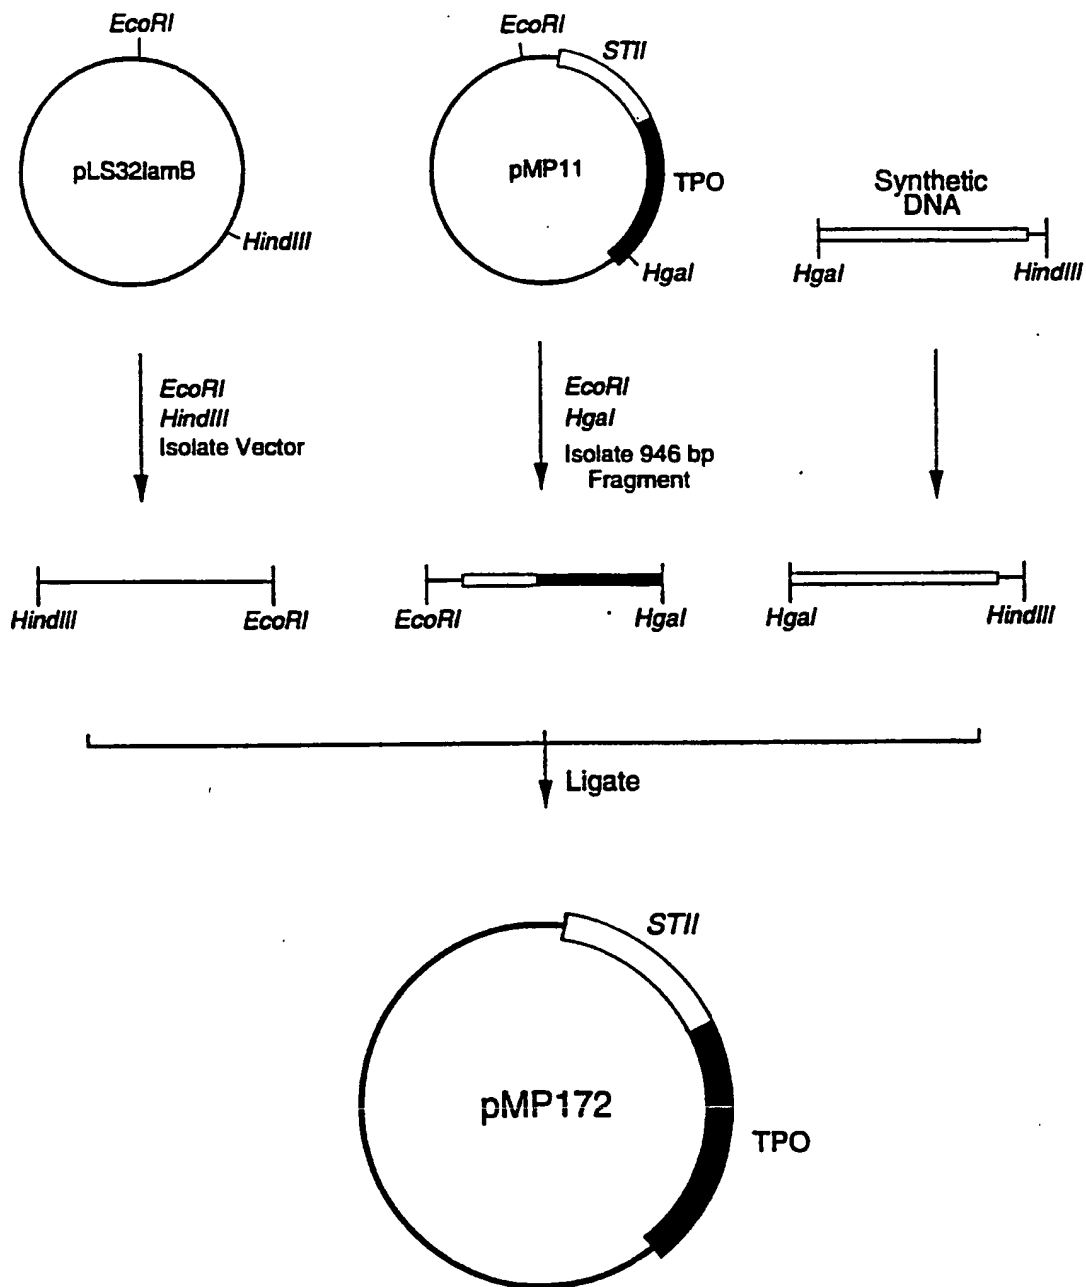 EcoRI
pLS32lamB
HindIII
EcoRI
STII
pMP11
TPO
HgaI
Synthetic
DNA
HgaI
HindIII
EcoRI
HindIII
Isolate Vector
EcoRI
HgaI
Isolate 946 bp
Fragment
HindIII
EcoRI
EcoRI
HgaI
HgaI
HindIII
Ligate
STII
pMP172
TPO